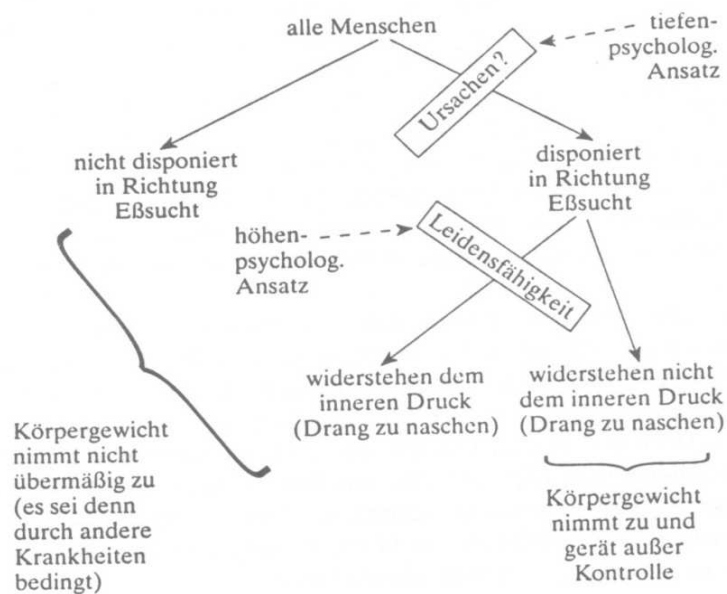 alle Menschen
tiefen-
psycholog.
Ansatz
Ursachen?
nicht disponiert
in Richtung
Eßsucht
disponiert
in Richtung
Eßsucht
höhen-
psycholog.
Ansatz
Leidensfähigkeit
widerstehen dem
inneren Druck
(Drang zu naschen)
widerstehen nicht
dem inneren Druck
(Drang zu naschen)
Körpergewicht
nimmt nicht
übermäßig zu
(es sei denn
durch andere
Krankheiten
bedingt)
Körpergewicht
nimmt zu und
gerät außer
Kontrolle